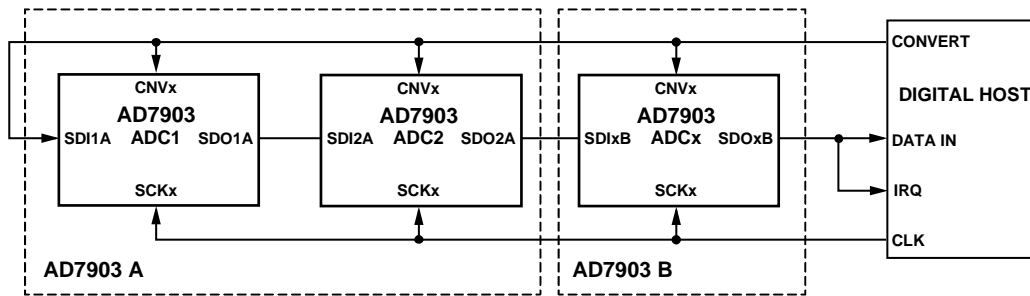 CONVERT
CNVx CNVx CNVx
AD7903 AD7903 AD7903
DIGITAL HOST
SDI1A ADC1 SDO1A SDI2A ADC2 SDO2A SDIxB ADCx SDOxB DATA IN
SCKx SCKx SCKx
IRQ
CLK
AD7903 A AD7903 B